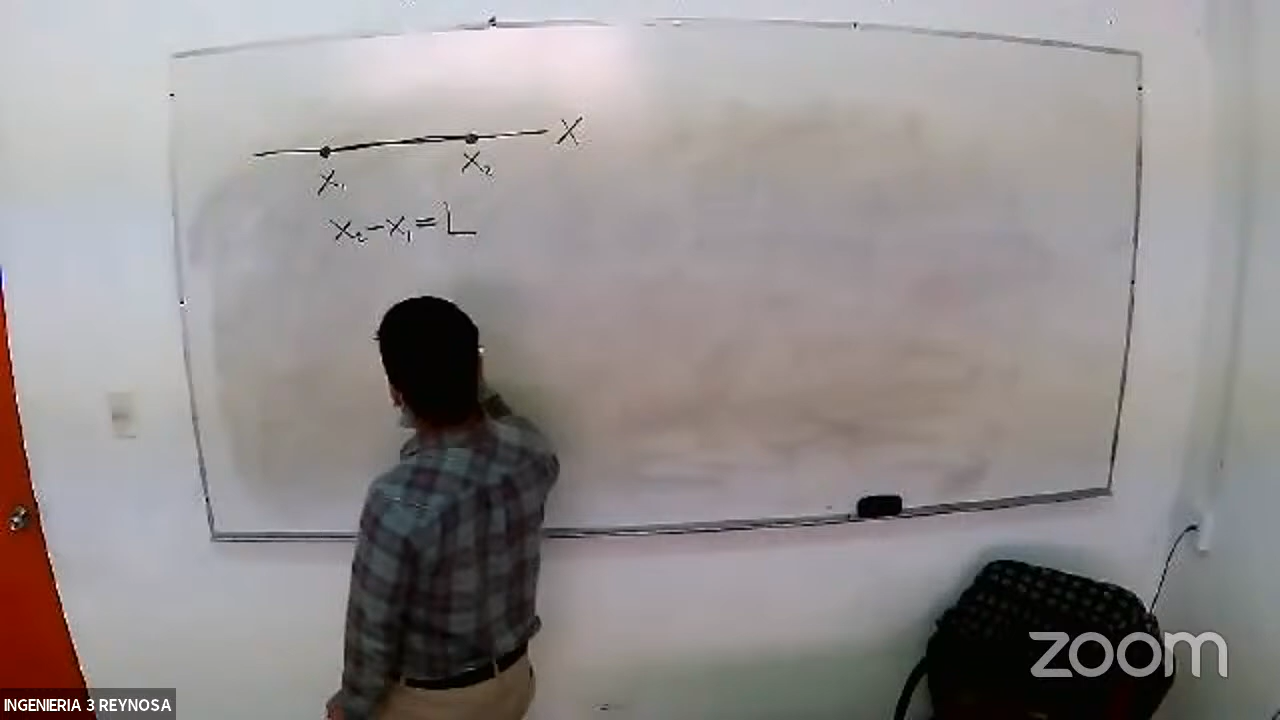 X
X₁ X₂
X₂-X₁=L
zoom
INGENIERIA 3 REYNOSA